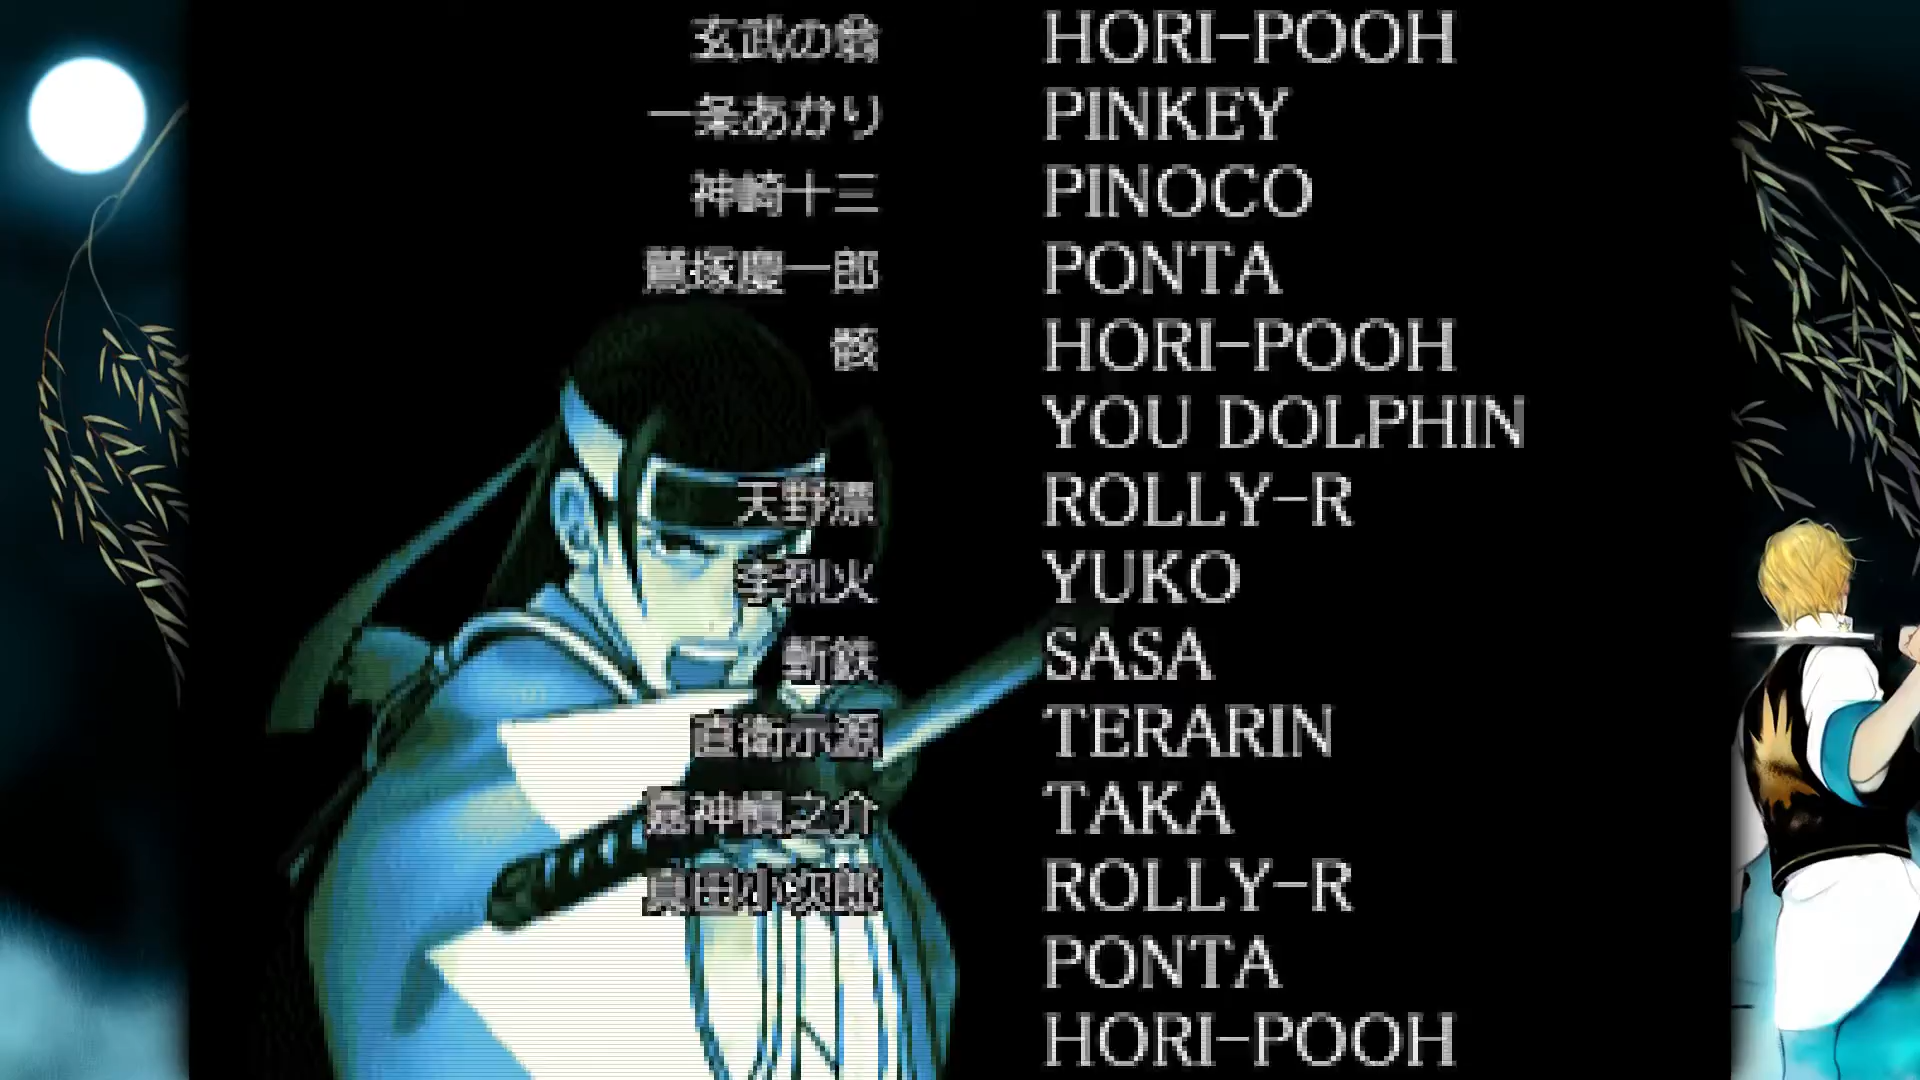 玄武の翁 HORI-POOH
一条あかり PINKEY
神崎十三 PINOCO
鷲塚慶一郎 PONTA
骸 HORI-POOH
YOU DOLPHIN
天野漂 ROLLY-R
李烈火 YUKO
斬鉄 SASA
直衛示源 TERARIN
嘉神慎之介 TAKA
真田小次郎 ROLLY-R
PONTA
HORI-POOH